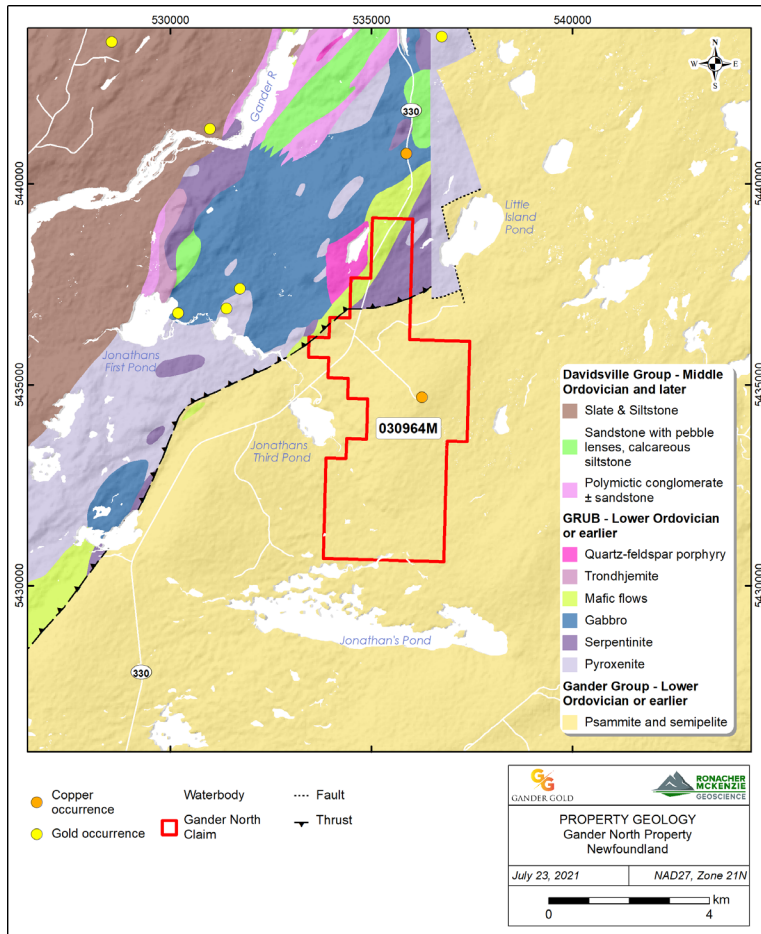 530000
535000
540000
5440000
5435000
5430000
5440000
5435000
5430000
N
W
E
S
Gander R
330
Little
Island
Pond
Jonathans
First Pond
Jonathans
Third Pond
030964M
Jonathan's Pond
330
Davidsville Group - Middle
Ordovician and later
Slate & Siltstone
Sandstone with pebble
lenses, calcareous
siltstone
Polymictic conglomerate
± sandstone
GRUB - Lower Ordovician
or earlier
Quartz-feldspar porphyry
Trondhjemite
Mafic flows
Gabbro
Serpentinite
Pyroxenite
Gander Group - Lower
Ordovician or earlier
Psammite and semipelite
Copper
occurrence
Gold occurrence
Waterbody
Gander North
Claim
Fault
Thrust
GG
GANDER GOLD
RONACHER
MCKENZIE
GEOSCIENCE
PROPERTY GEOLOGY
Gander North Property
Newfoundland
July 23, 2021
NAD27, Zone 21N
km
0
4